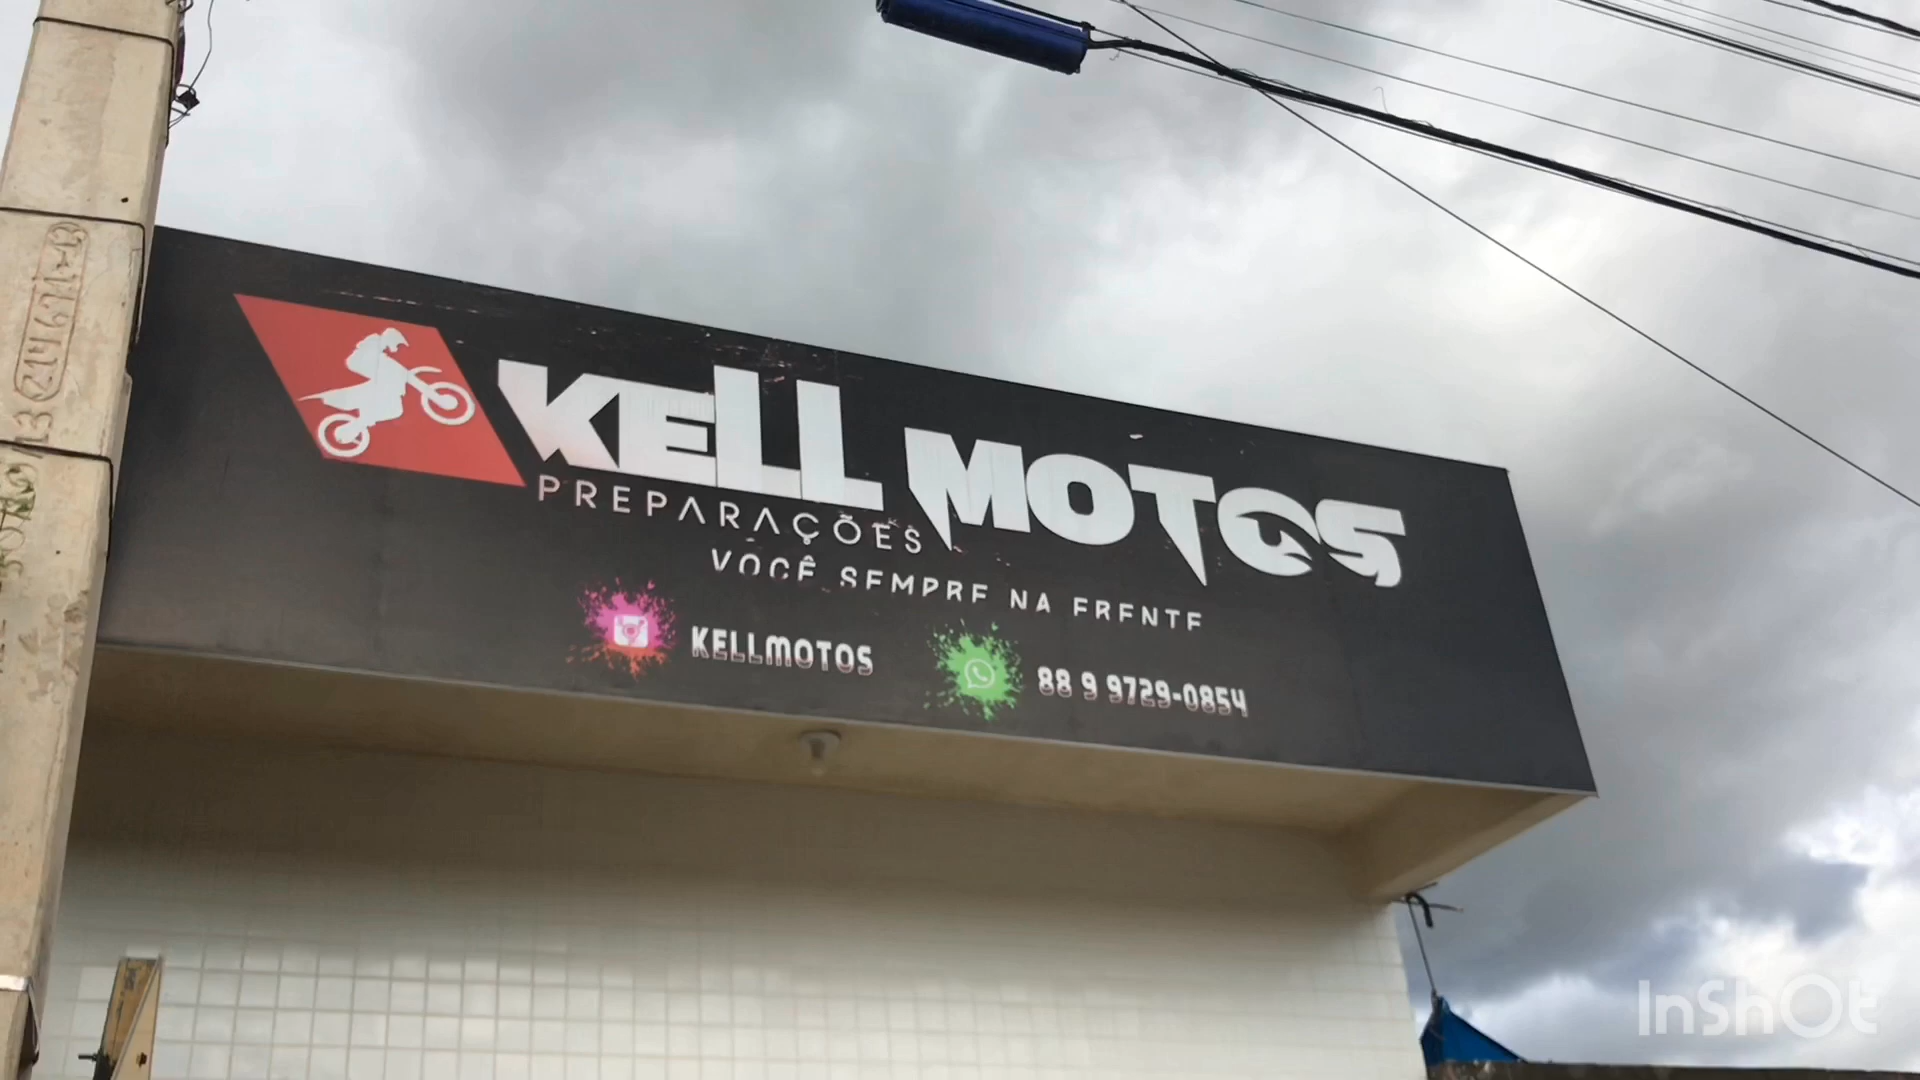 KELL MOTOS
PREPARAÇÕES
VOCÊ SEMPRE NA FRENTE
KELLMOTOS
88 9 9729-0854
InShOt